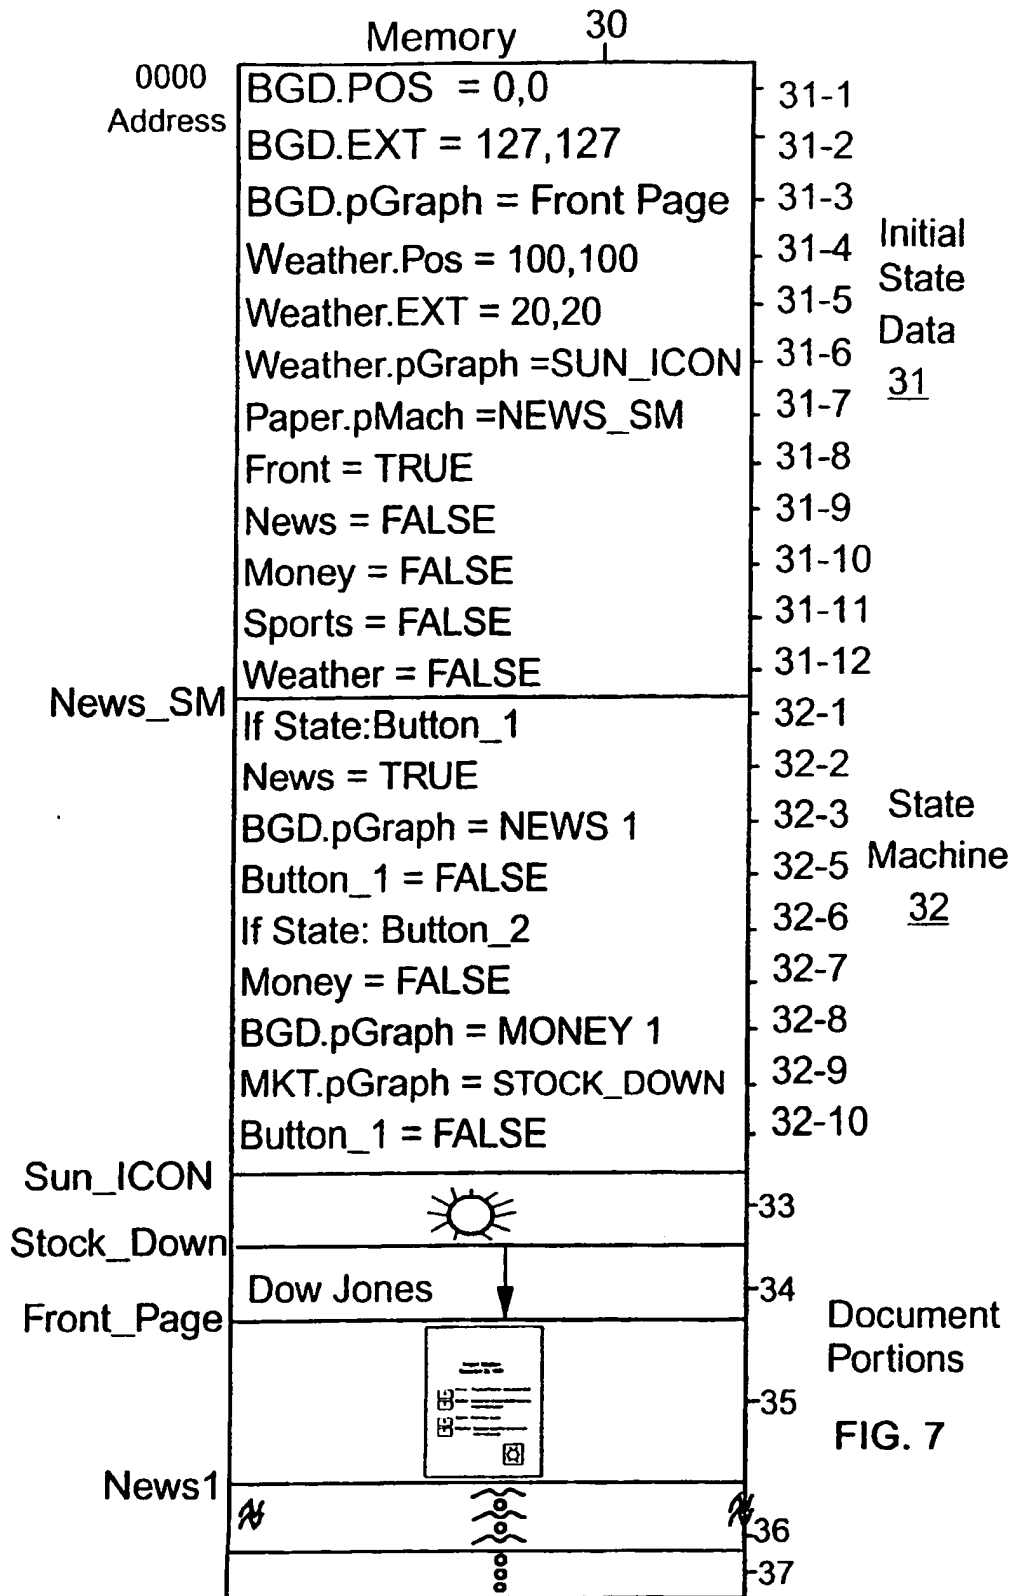 Memory 30
0000
Address
BGD.POS = 0,0 31-1
BGD.EXT = 127,127 31-2
BGD.pGraph = Front Page 31-3
Weather.Pos = 100,100 31-4
Weather.EXT = 20,20 31-5
Weather.pGraph =SUN_ICON 31-6
Paper.pMach =NEWS_SM 31-7
Front = TRUE 31-8
News = FALSE 31-9
Money = FALSE 31-10
Sports = FALSE 31-11
Weather = FALSE 31-12
Initial
State
Data
31
News_SM
If State:Button_1 32-1
News = TRUE 32-2
BGD.pGraph = NEWS 1 32-3
Button_1 = FALSE 32-5
If State: Button_2 32-6
Money = FALSE 32-7
BGD.pGraph = MONEY 1 32-8
MKT.pGraph = STOCK_DOWN 32-9
Button_1 = FALSE 32-10
State
Machine
32
Sun_ICON
33
Stock_Down
Dow Jones 34
Front_Page
35
Document
Portions
FIG. 7
News1
36
37